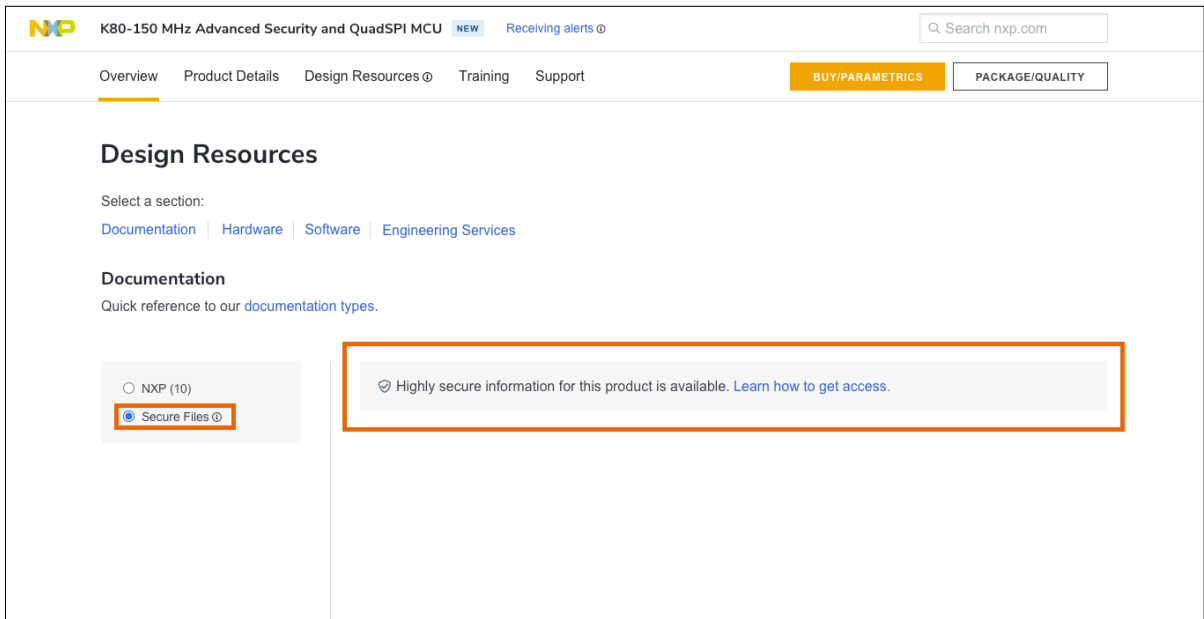 NXP K80-150 MHz Advanced Security and QuadSPI MCU NEW Receiving alerts Search nxp.com
Overview Product Details Design Resources Training Support BUY/PARAMETRICS PACKAGE/QUALITY
Design Resources
Select a section:
Documentation Hardware Software Engineering Services
Documentation
Quick reference to our documentation types.
NXP (10)
Secure Files
Highly secure information for this product is available. Learn how to get access.